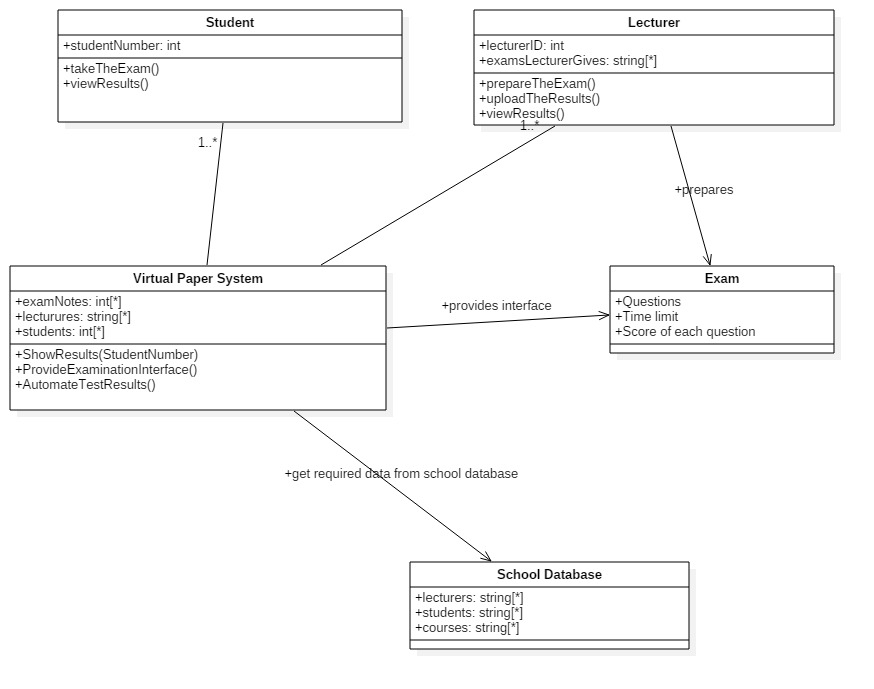 Student
+studentNumber: int
+takeTheExam()
+viewResults()
Lecturer
+lecturerID: int
+examsLecturerGives: string[*]
+prepareTheExam()
+uploadTheResults()
+viewResults()
1..*
1..*
+prepares
Virtual Paper System
+examNotes: int[*]
+lecturures: string[*]
+students: int[*]
+ShowResults(StudentNumber)
+ProvideExaminationInterface()
+AutomateTestResults()
+provides interface
Exam
+Questions
+Time limit
+Score of each question
+get required data from school database
School Database
+lecturers: string[*]
+students: string[*]
+courses: string[*]